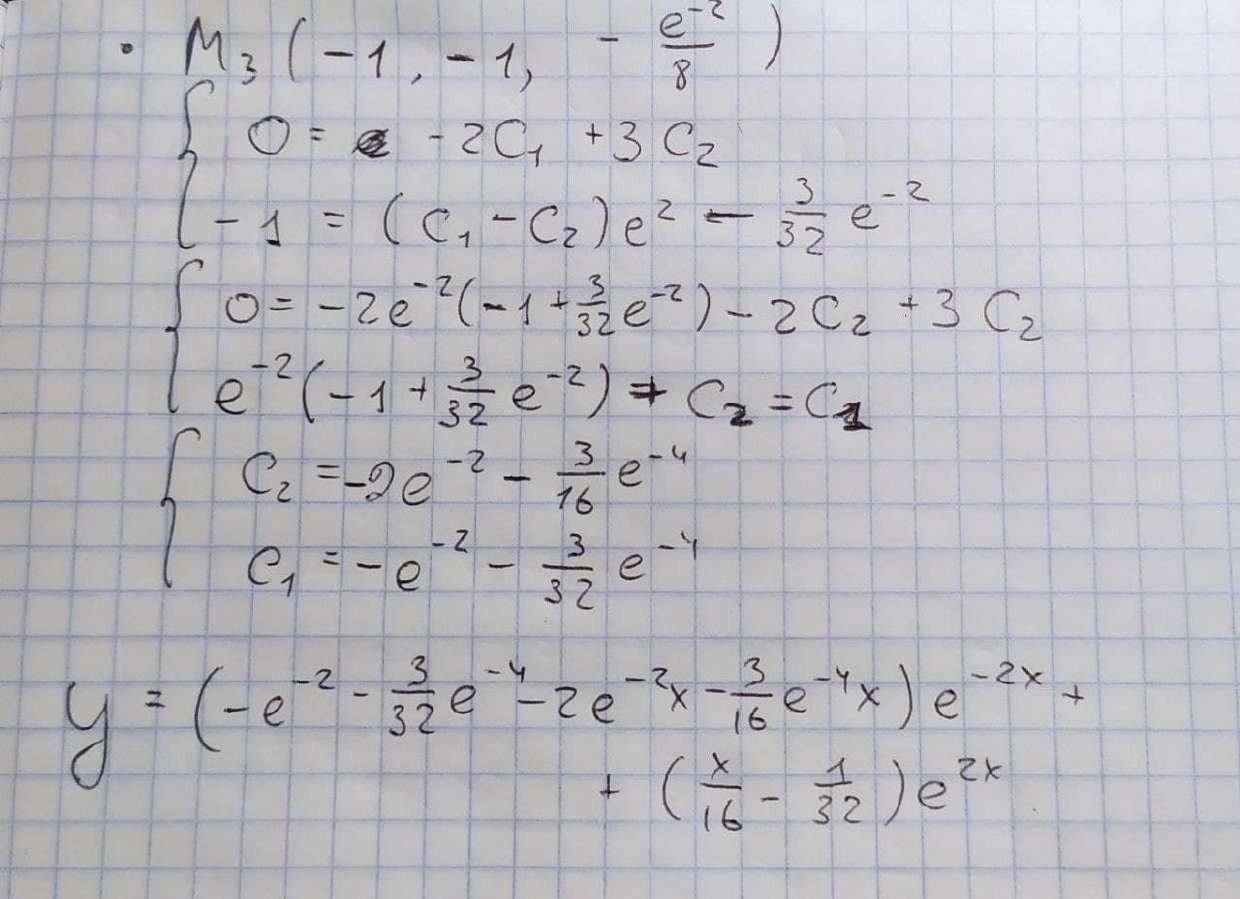 • M₃ (-1, -1, - e⁻²/8)
0 = -2C₁ + 3C₂
-1 = (C₁ - C₂)e² - 3/32 e⁻²
0 = -2e⁻²(-1 + 3/32 e⁻²) - 2C₂ + 3C₂
e⁻²(-1 + 3/32 e⁻²) + C₂ = C₁
C₂ = -2e⁻² - 3/16 e⁻⁴
C₁ = -e⁻² - 3/32 e⁻⁴
y = (-e⁻² - 3/32 e⁻⁴ - 2e⁻²x - 3/16 e⁻⁴x) e⁻²ˣ +
+ (x/16 - 1/32) e²ˣ